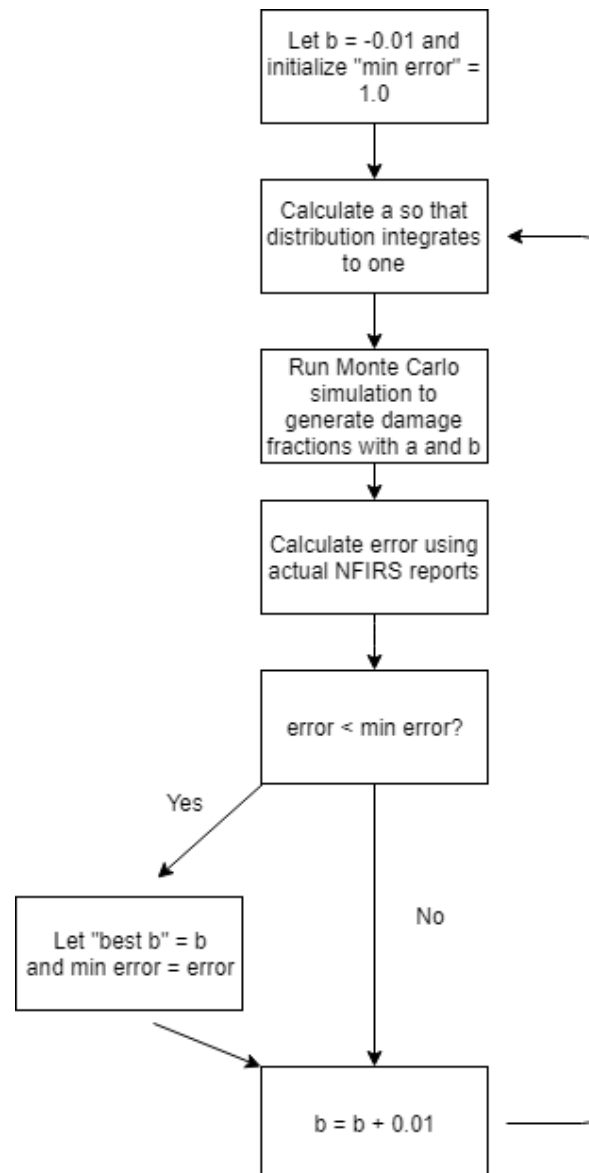 Let b = -0.01 and
initialize "min error" =
1.0
Calculate a so that
distribution integrates
to one
Run Monte Carlo
simulation to
generate damage
fractions with a and b
Calculate error using
actual NFIRS reports
error < min error?
Yes
No
Let "best b" = b
and min error = error
b = b + 0.01